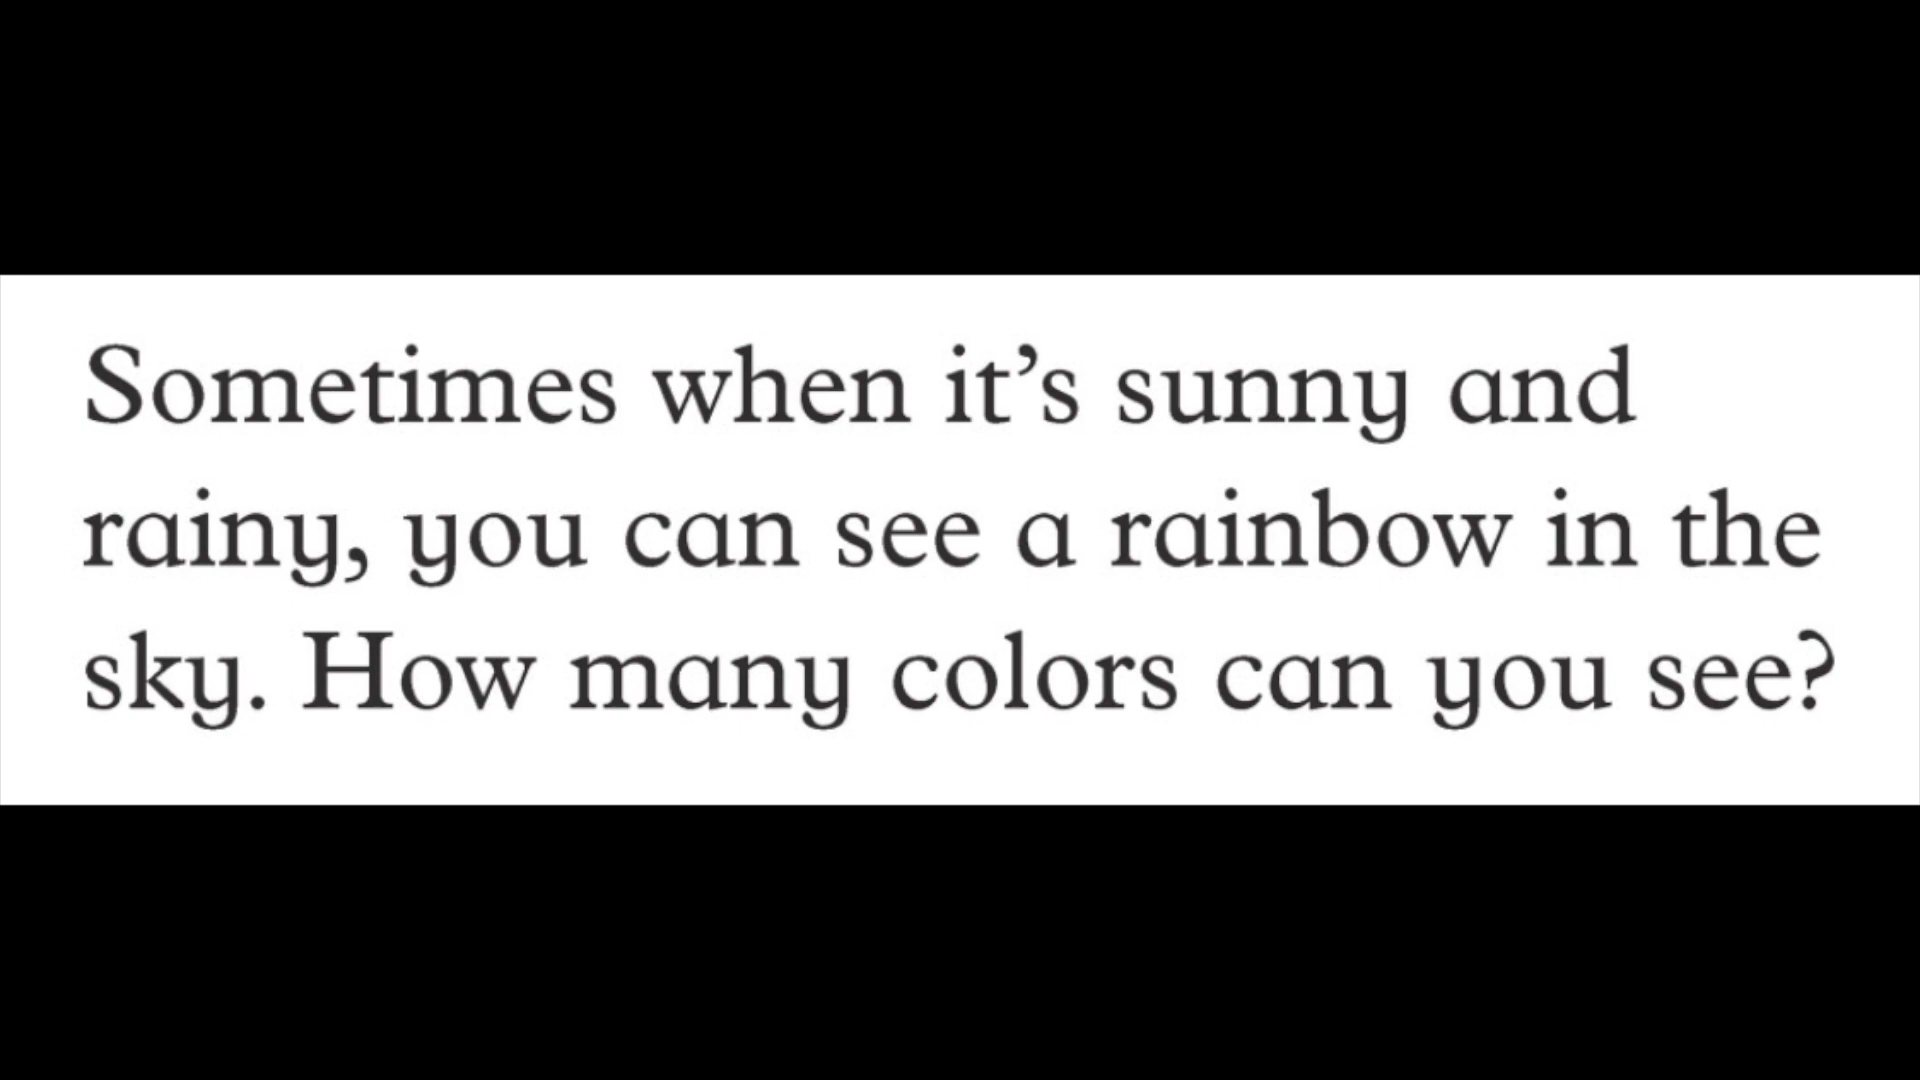 Sometimes when it’s sunny and
rainy, you can see a rainbow in the
sky. How many colors can you see?